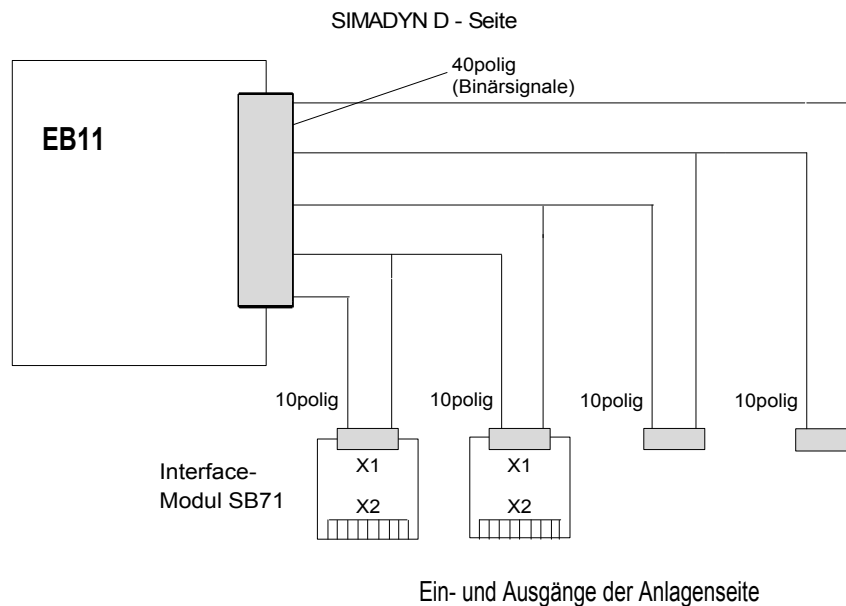 SIMADYN D - Seite
40polig
(Binärsignale)
EB11
10polig
10polig
10polig
10polig
X1
X1
Interface-
Modul SB71
X2
X2
Ein- und Ausgänge der Anlagenseite